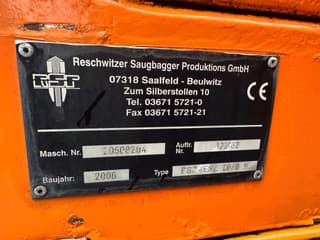 Reschwitzer Saugbagger Produktions GmbH
RSP
07318 Saalfeld - Beulwitz
Zum Silberstollen 10
Tel. 03671 5721-0
Fax 03671 5721-21
CE
Masch. Nr.
Auftr. Nr.
Baujahr: 2006 Type